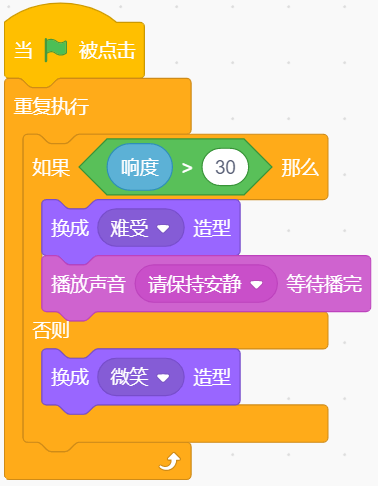 当 被点击
重复执行
如果 响度 > 30 那么
换成 难受 造型
播放声音 请保持安静 等待播完
否则
换成 微笑 造型